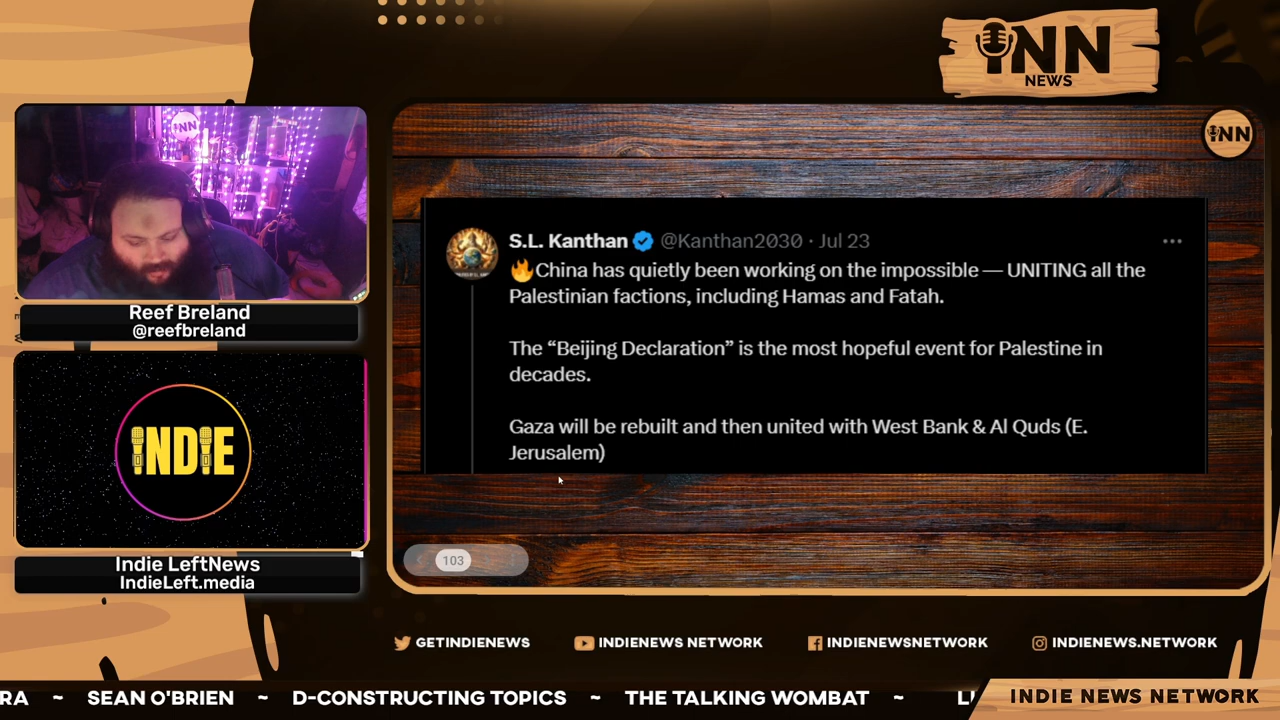 INN
NEWS
INN
INN
S.L. Kanthan @Kanthan2030 · Jul 23
🔥China has quietly been working on the impossible — UNITING all the
Palestinian factions, including Hamas and Fatah.
The “Beijing Declaration” is the most hopeful event for Palestine in
decades.
Gaza will be rebuilt and then united with West Bank & Al Quds (E.
Jerusalem)
103
Reef Breland
@reefbreland
INDIE
Indie LeftNews
IndieLeft.media
GETINDIENEWS
INDIENEWS NETWORK
INDIENEWSNETWORK
INDIENEWS.NETWORK
RA ~ SEAN O'BRIEN ~ D-CONSTRUCTING TOPICS ~ THE TALKING WOMBAT ~
INDIE NEWS NETWORK